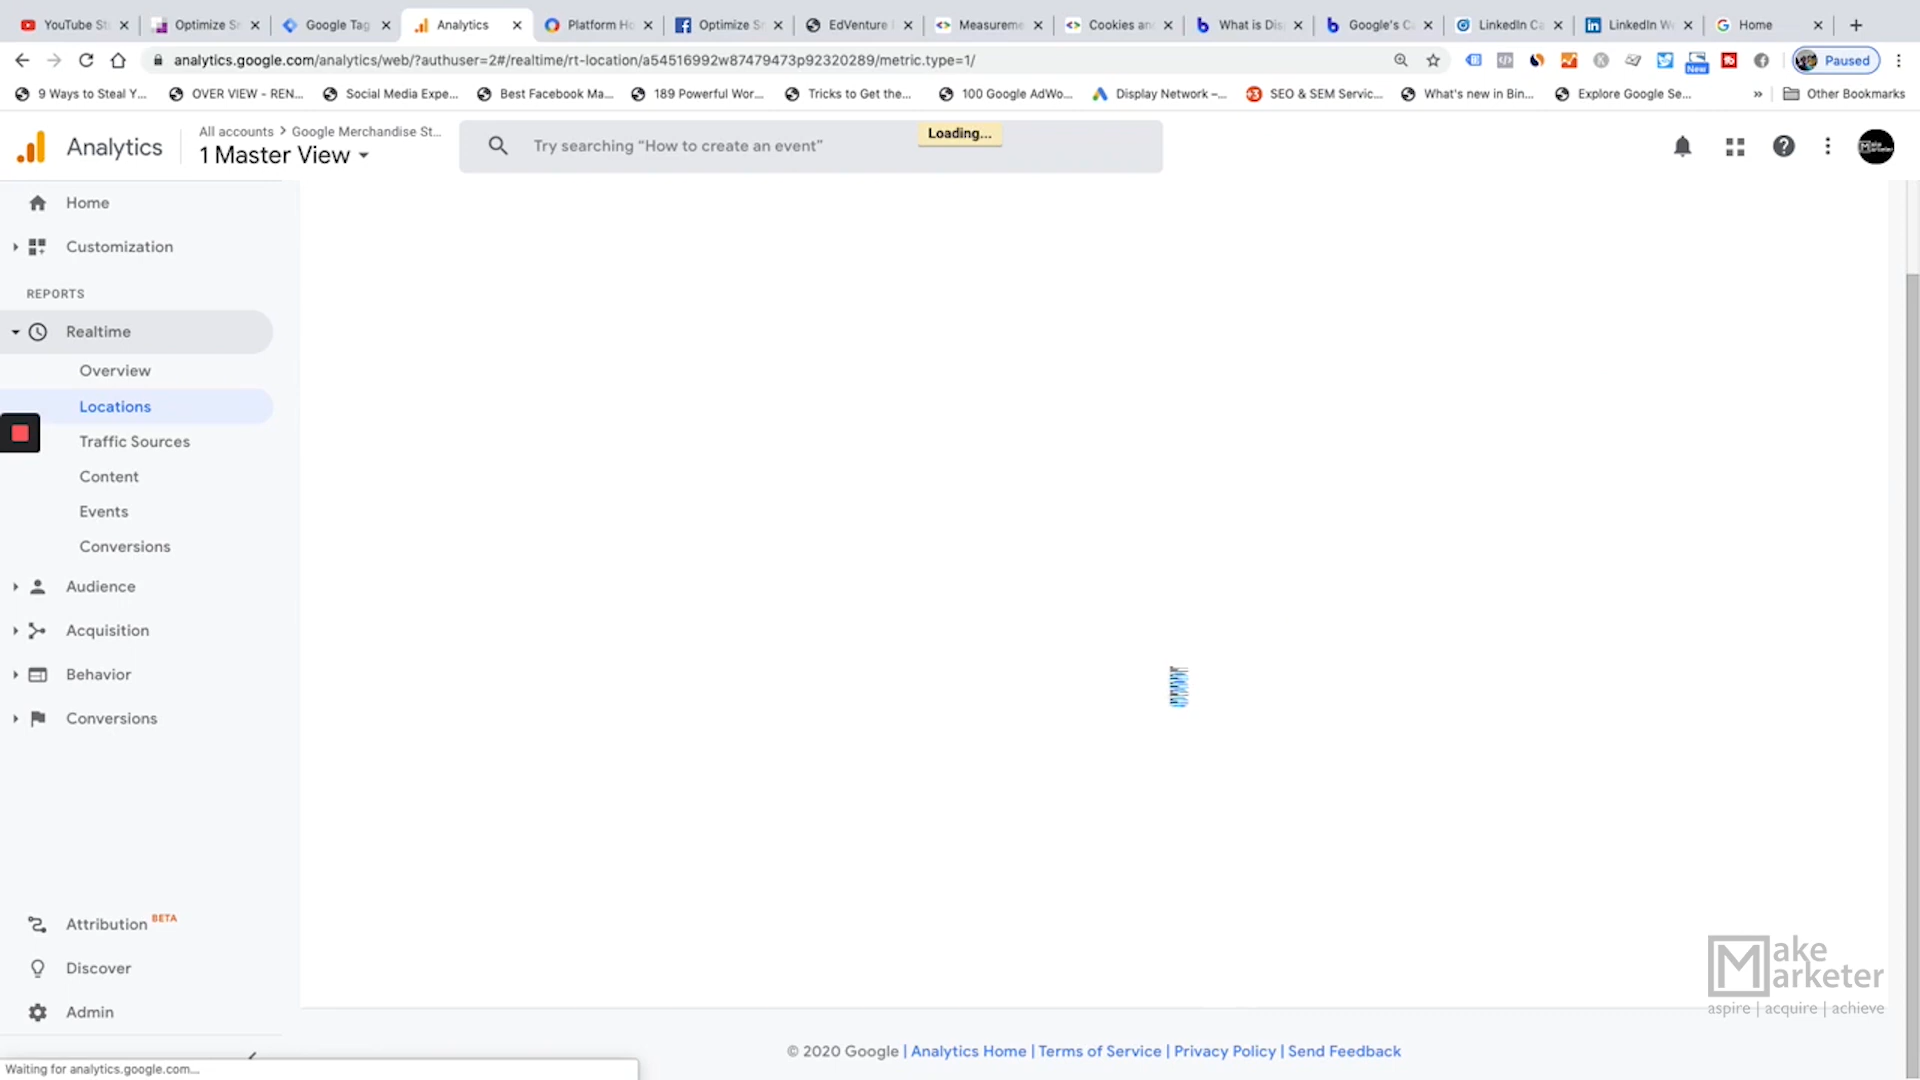 YouTube St
Optimize Sr
Google Tag
Analytics
Platform Ho
Optimize Sr
EdVenture
Measureme
Cookies an
What is Dis
Google's C
LinkedIn Ca
LinkedIn We
Home
analytics.google.com/analytics/web/?authuser=2#/realtime/rt-location/a54516992w87479473p92320289/metric.type=1/
New
Paused
9 Ways to Steal Y...
OVER VIEW - REN...
Social Media Expe...
Best Facebook Ma...
189 Powerful Wor...
Tricks to Get the...
100 Google AdWo...
Display Network –...
SEO & SEM Servic...
What's new in Bin...
Explore Google Se...
»
Other Bookmarks
Analytics
All accounts > Google Merchandise St...
1 Master View
Try searching “How to create an event”
Loading...
Home
Customization
REPORTS
Realtime
Overview
Locations
Traffic Sources
Content
Events
Conversions
Audience
Acquisition
Behavior
Conversions
Attribution BETA
Discover
Admin
Make
Marketer
aspire | acquire | achieve
© 2020 Google | Analytics Home | Terms of Service | Privacy Policy | Send Feedback
Waiting for analytics.google.com...